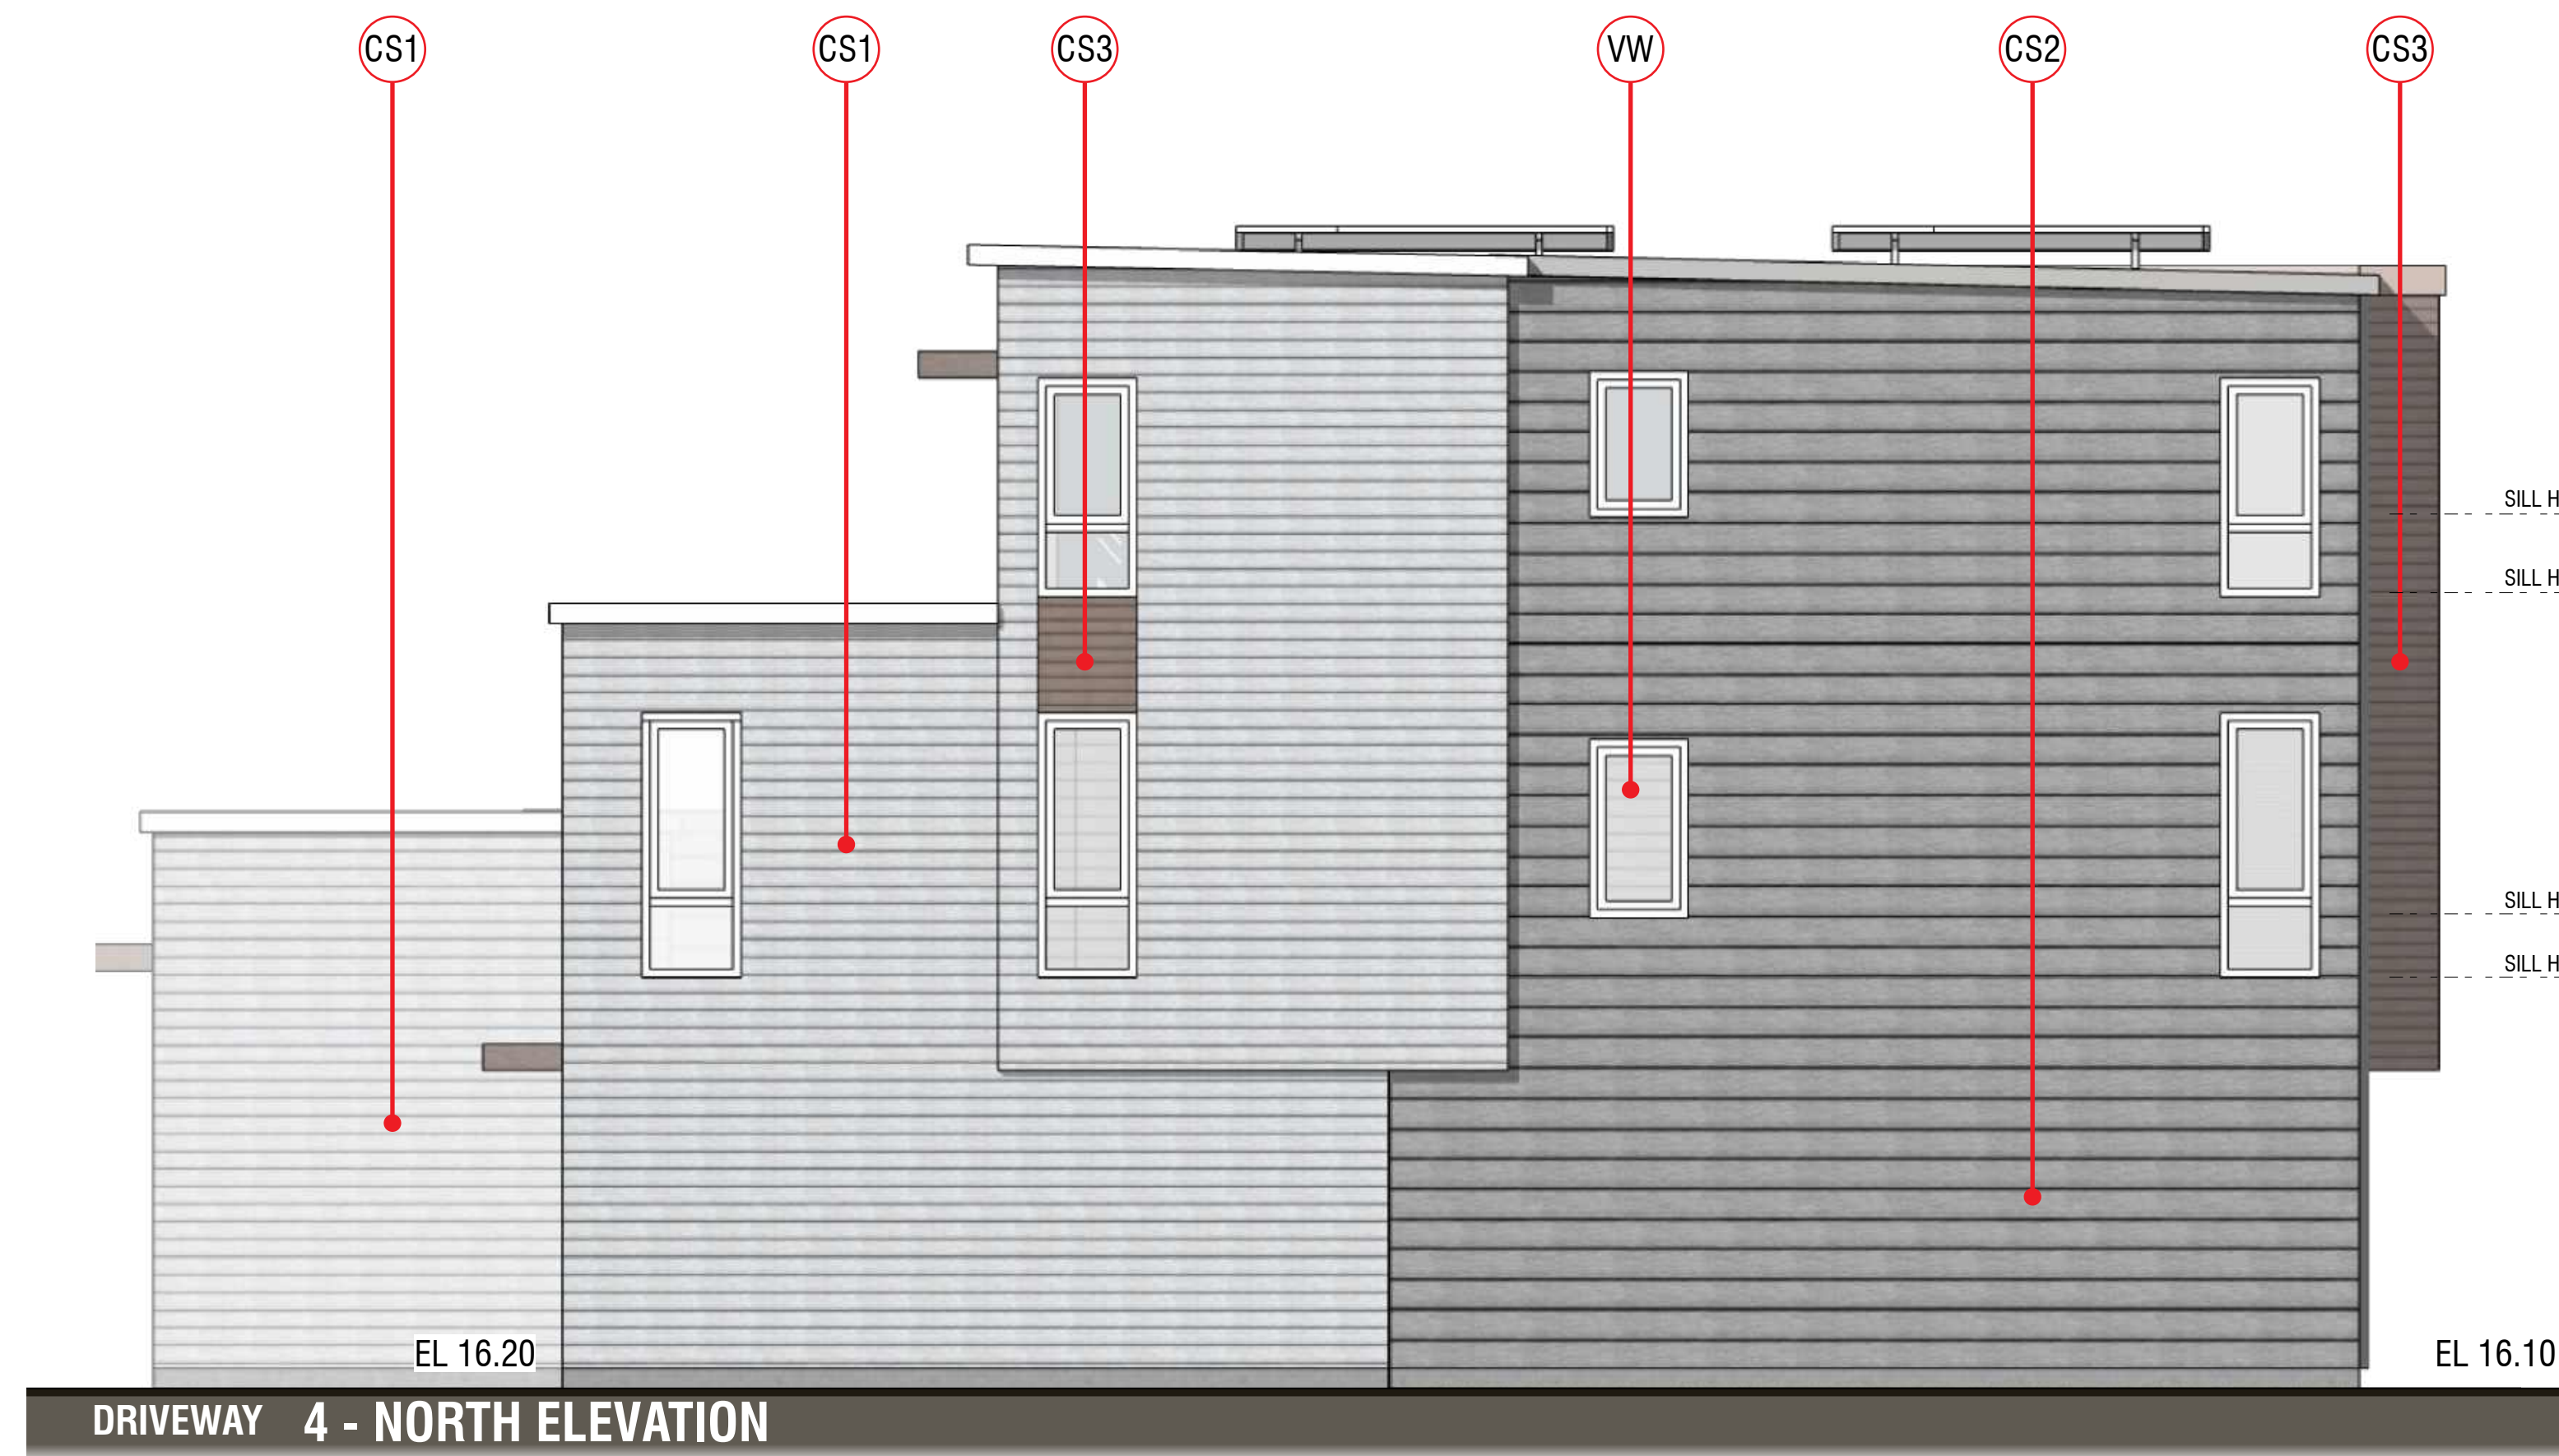 CS1 CS1 CS3 VW CS2 CS3
SILL H
SILL H
SILL H
SILL H
EL 16.20 EL 16.10
DRIVEWAY 4 - NORTH ELEVATION